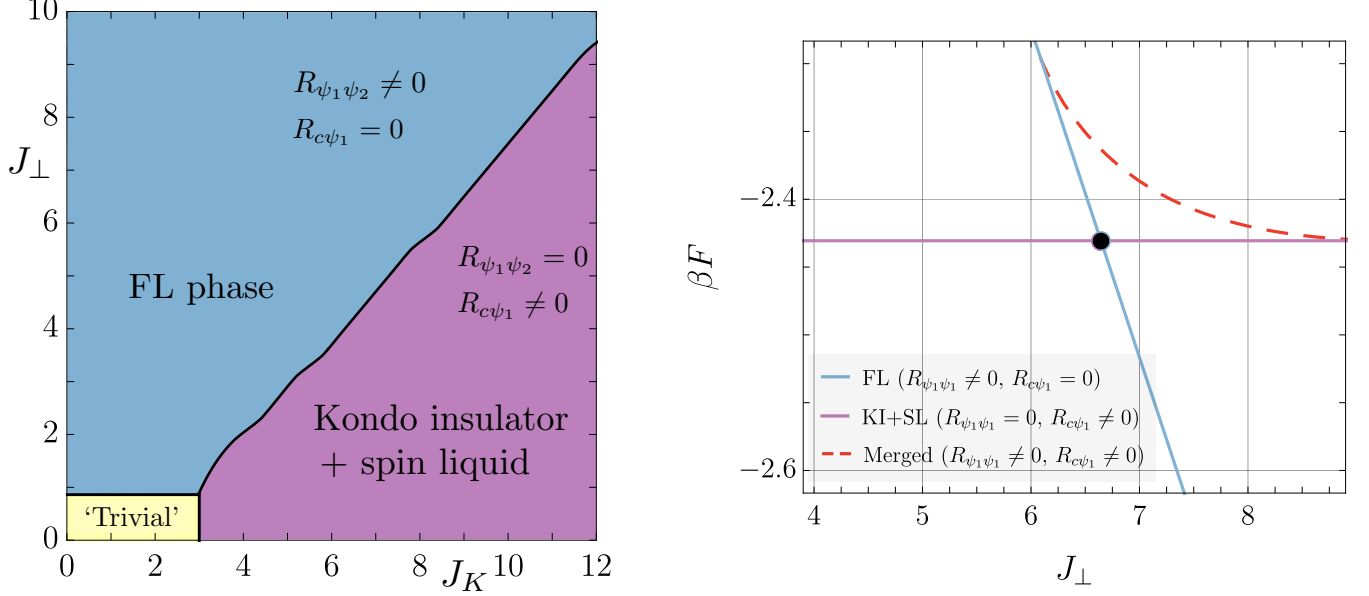 10
8
6
4
2
0
J⊥
R_{ψ₁ψ₂} ≠ 0
R_{cψ₁} = 0
FL phase
R_{ψ₁ψ₂} = 0
R_{cψ₁} ≠ 0
Kondo insulator
+ spin liquid
‘Trivial’
0 2 4 6 8 10 12
J_K
−2.4
−2.6
βF
FL (R_{ψ₁ψ₁} ≠ 0, R_{cψ₁} = 0)
KI+SL (R_{ψ₁ψ₁} = 0, R_{cψ₁} ≠ 0)
Merged (R_{ψ₁ψ₁} ≠ 0, R_{cψ₁} ≠ 0)
4 5 6 7 8
J⊥